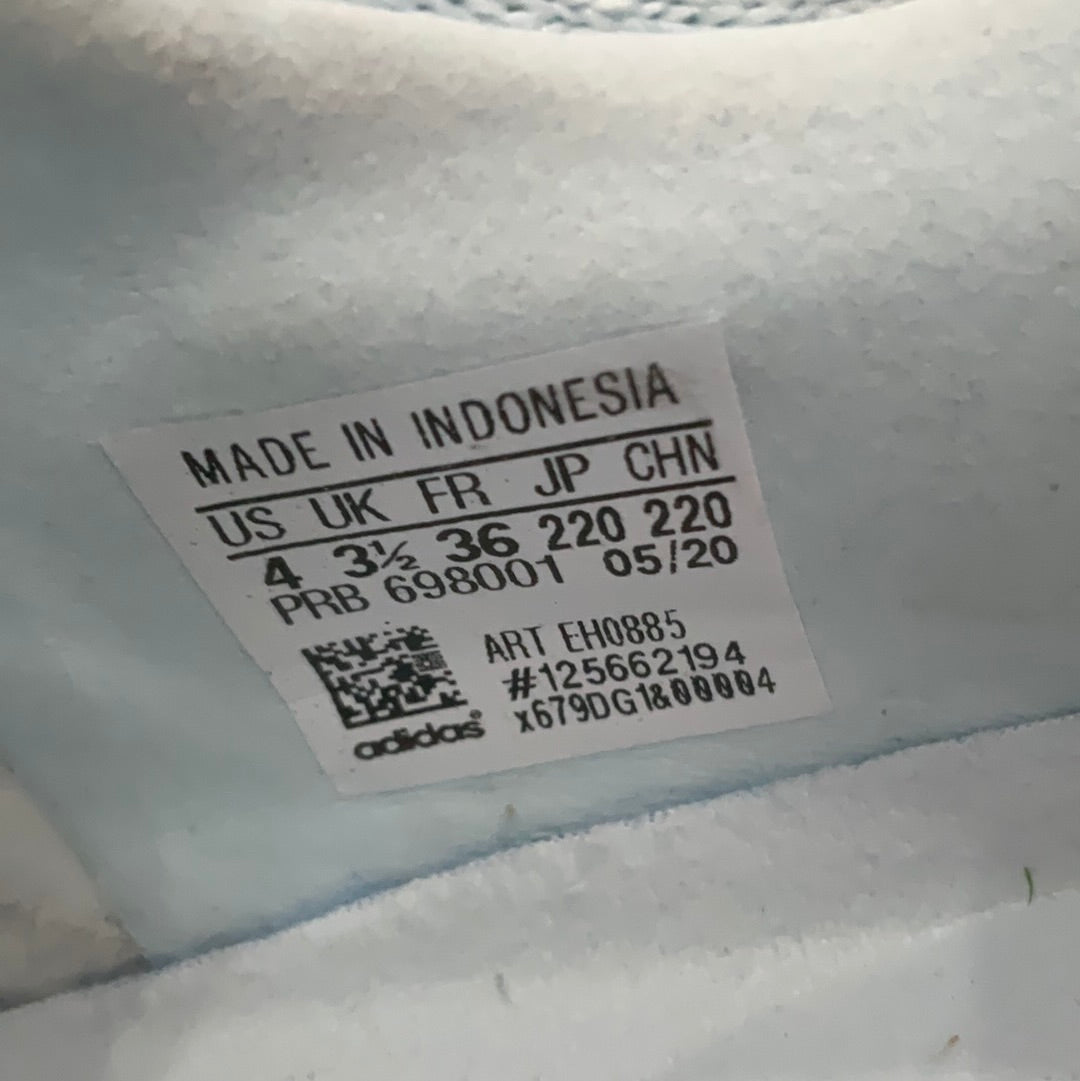 MADE IN INDONESIA
US UK FR JP CHN
4 3½ 36 220 220
PRB 698001 05/20
ART EH0885
#125662194
x679DG1&00004
adidas®